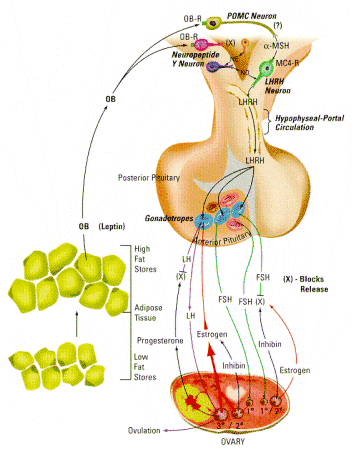 OB-R
POMC Neuron
(?)
OB-R
(X)
α-MSH
Neuropeptide
Y Neuron
NE
MC4-R
NO
LHRH
Neuron
OB
LHRH
Hypophyseal-Portal
Circulation
LHRH
Posterior Pituitary
Gonadotropes
OB (Leptin)
Anterior Pituitary
High
Fat
Stores
LH
(X)
FSH
(X) - Blocks
Release
Adipose
Tissue
LH
FSH
FSH
(X)
Progesterone
Estrogen
Low
Fat
Stores
Inhibin
Inhibin
Estrogen
1° 1°/ 2°
3° / 2°
Ovulation
OVARY